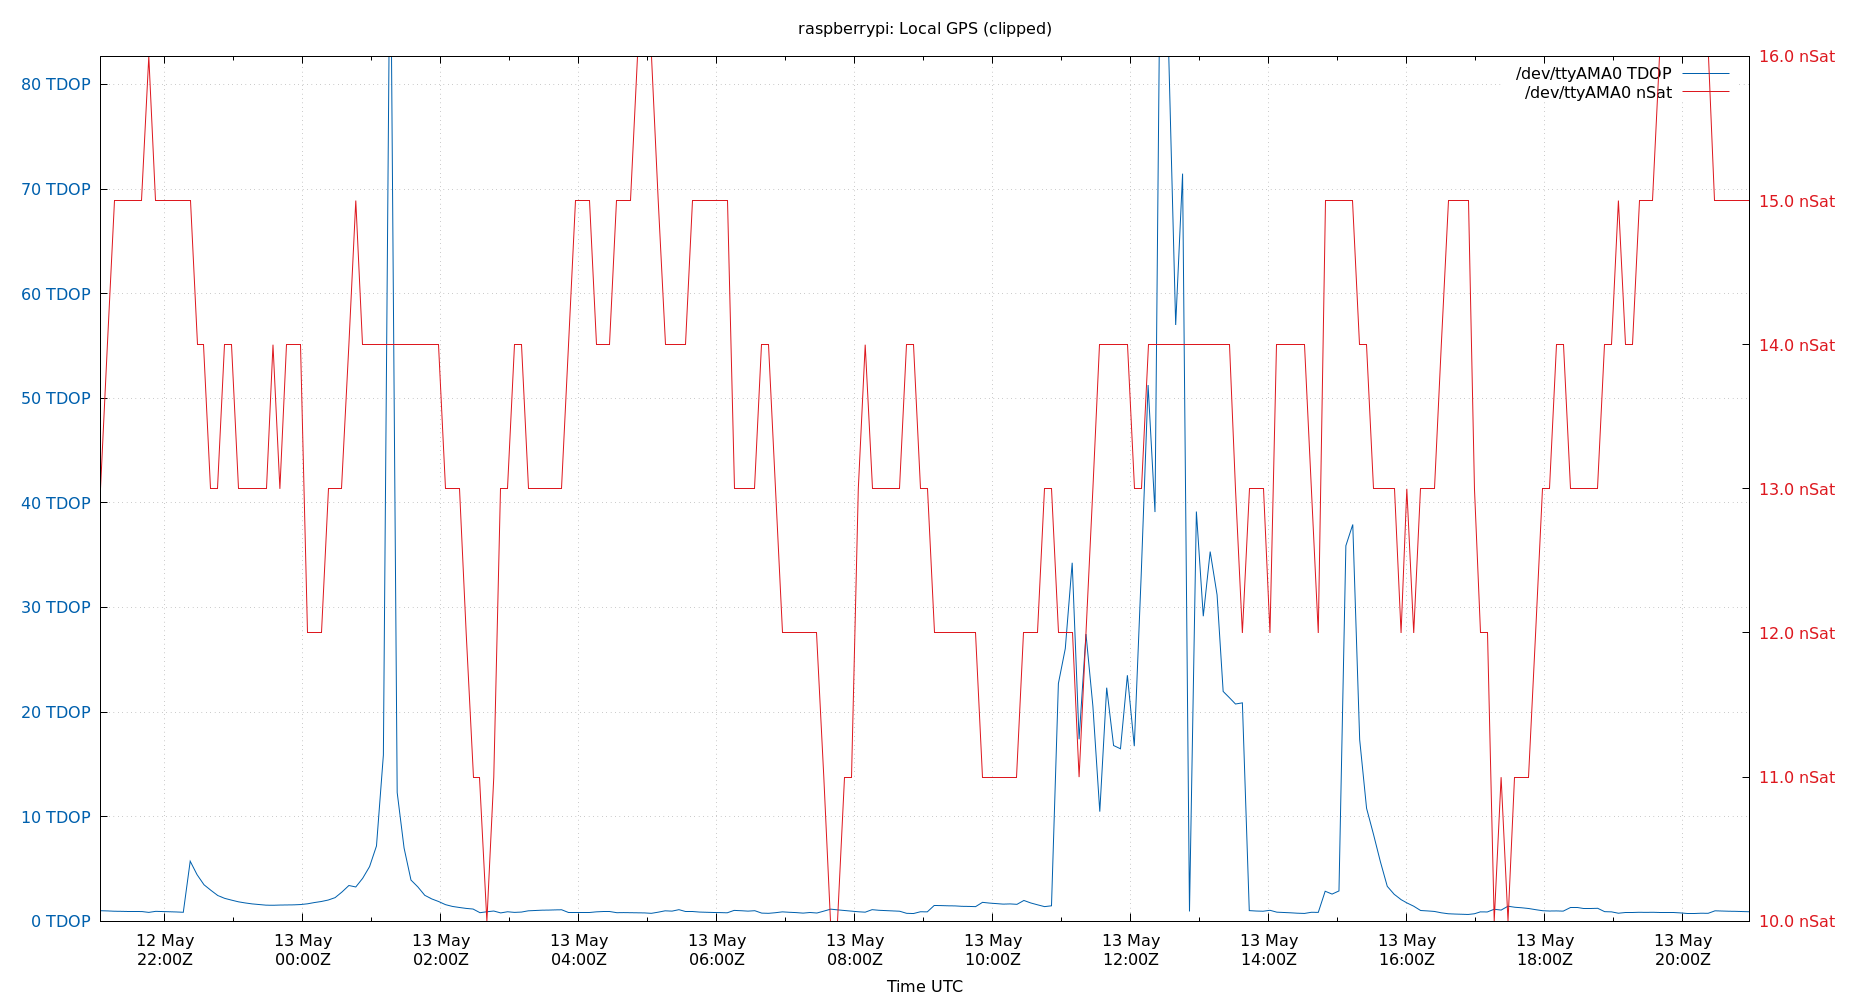 raspberrypi: Local GPS (clipped)
80 TDOP
70 TDOP
60 TDOP
50 TDOP
40 TDOP
30 TDOP
20 TDOP
10 TDOP
0 TDOP
16.0 nSat
15.0 nSat
14.0 nSat
13.0 nSat
12.0 nSat
11.0 nSat
10.0 nSat
/dev/ttyAMA0 TDOP
/dev/ttyAMA0 nSat
12 May
22:00Z
13 May
00:00Z
13 May
02:00Z
13 May
04:00Z
13 May
06:00Z
13 May
08:00Z
13 May
10:00Z
13 May
12:00Z
13 May
14:00Z
13 May
16:00Z
13 May
18:00Z
13 May
20:00Z
Time UTC